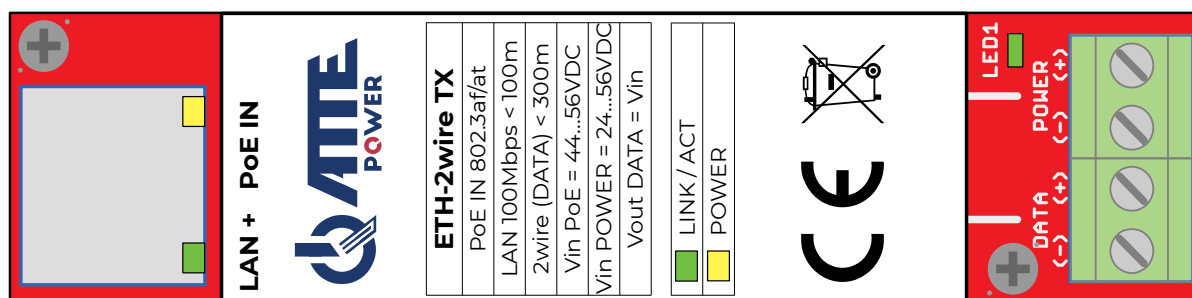 LAN + PoE IN
ATTE
POWER
ETH-2wire TX
PoE IN 802.3af/at
LAN 100Mbps < 100m
2wire (DATA) < 300m
Vin PoE = 44...56VDC
Vin POWER = 24...56VDC
Vout DATA = Vin
LINK / ACT
POWER
CE
LED1
POWER
(-) (+)
DATA
(-) (+)